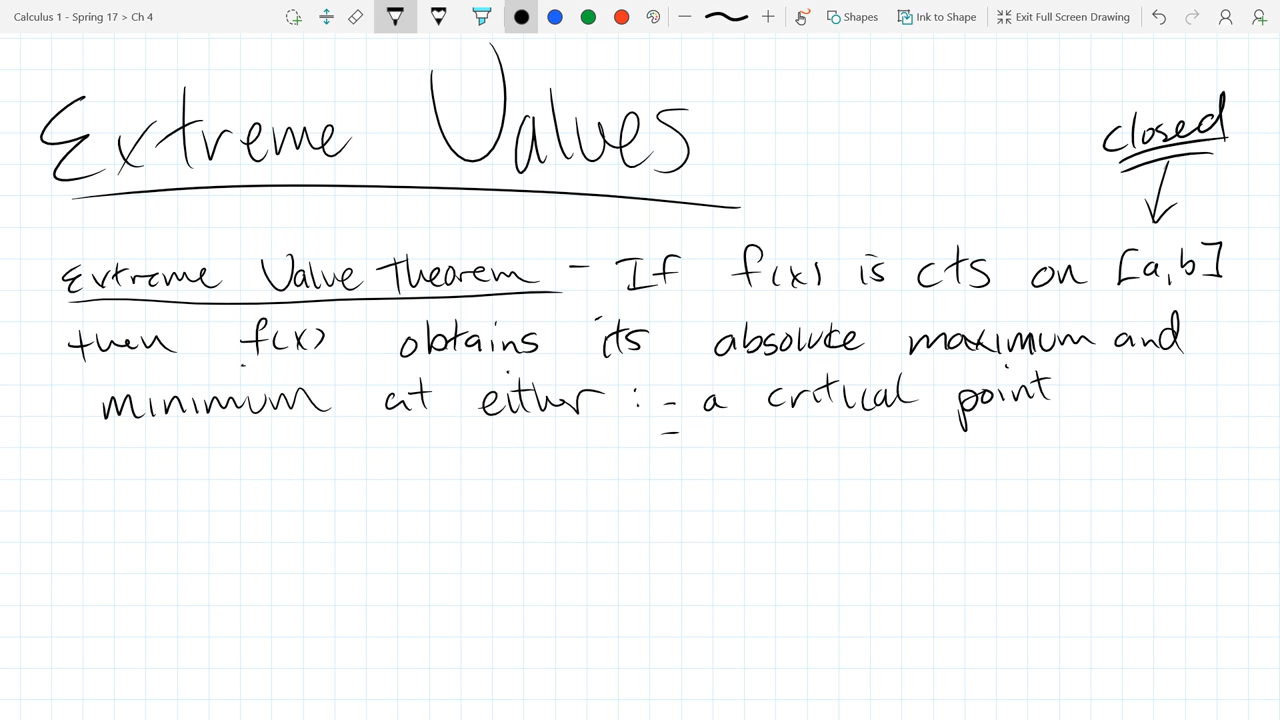 Calculus 1 - Spring 17 > Ch 4
Shapes
Ink to Shape
Exit Full Screen Drawing
Extreme Values
closed
Extreme Value Theorem - If f(x) is cts on [a,b]
then f(x) obtains its absolute maximum and
minimum at either : - a critical point
-